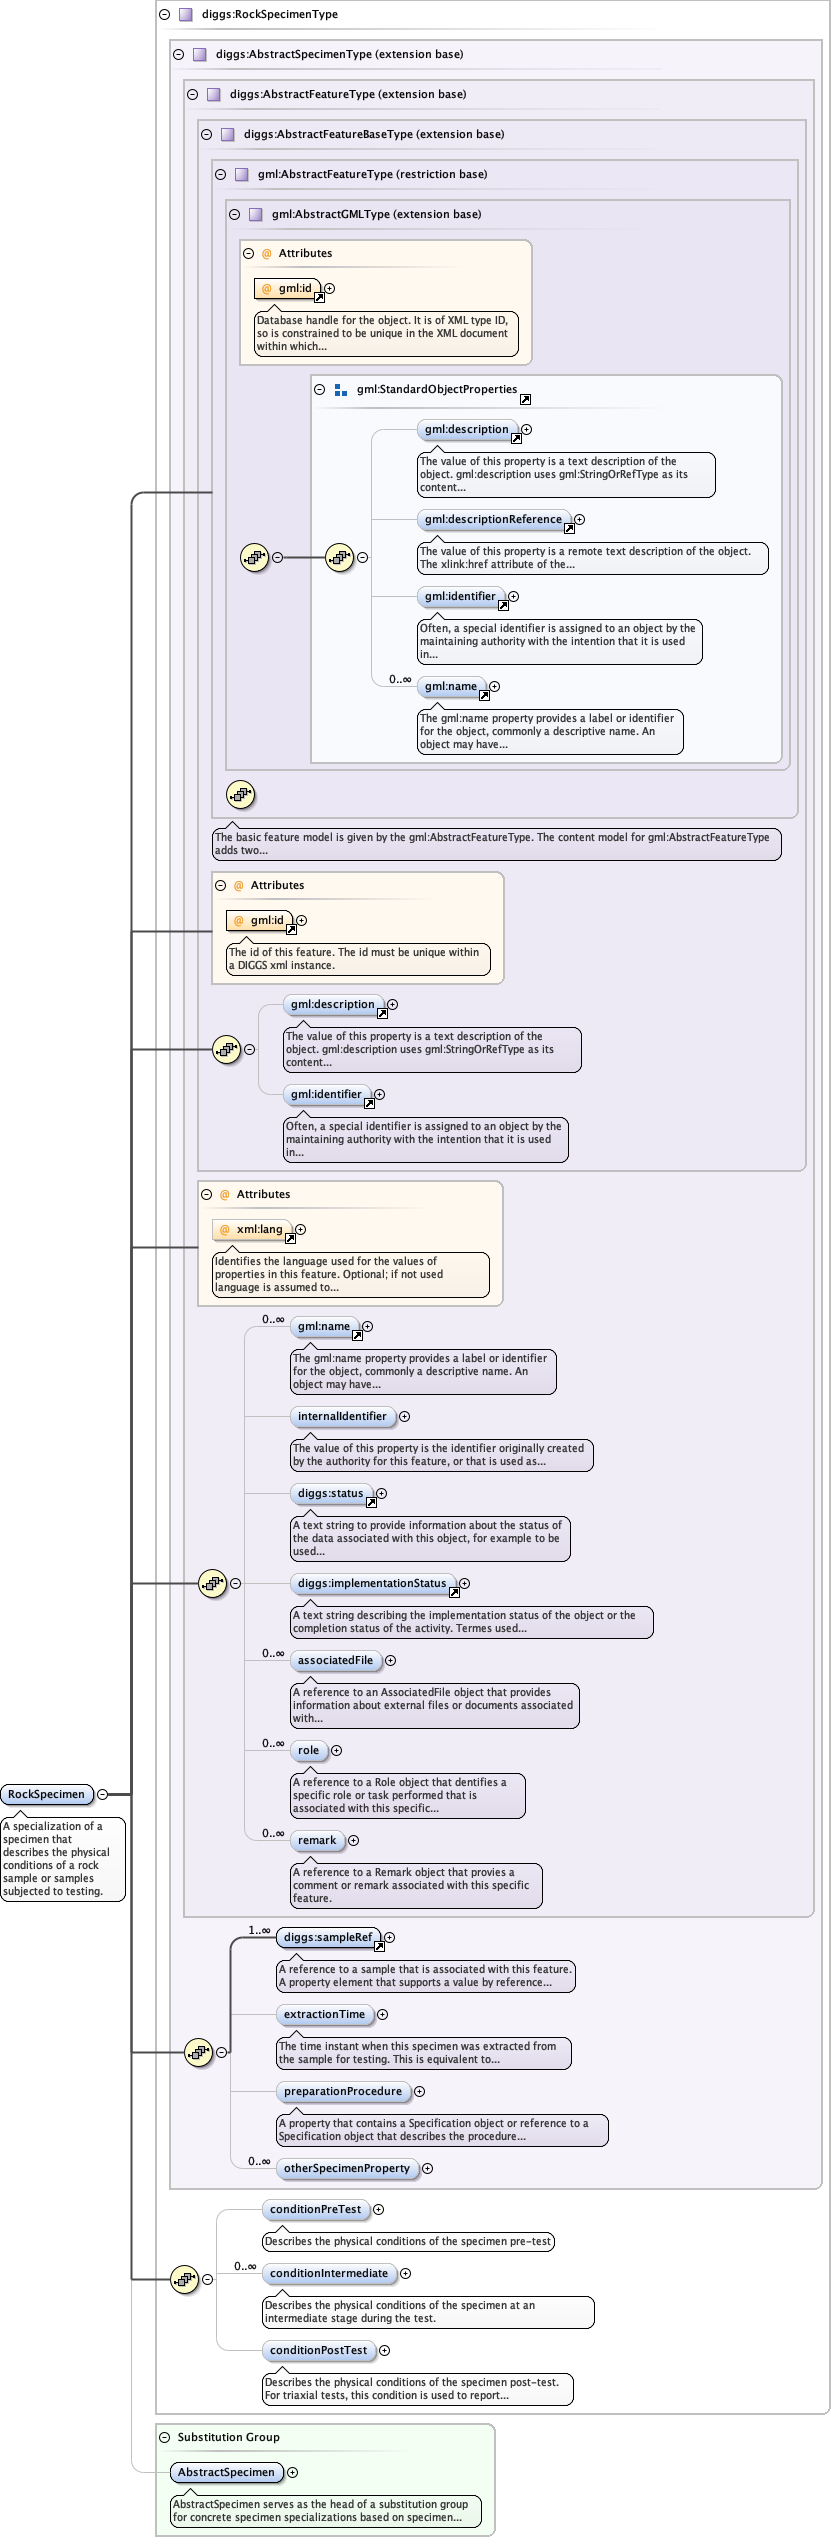 diggs:RockSpecimenType
diggs:AbstractSpecimenType (extension base)
diggs:AbstractFeatureType (extension base)
diggs:AbstractFeatureBaseType (extension base)
gml:AbstractFeatureType (restriction base)
gml:AbstractGMLType (extension base)
@ Attributes
@ gml:id
Database handle for the object. It is of XML type ID,
so is constrained to be unique in the XML document
within which...
gml:StandardObjectProperties
gml:description
The value of this property is a text description of the
object. gml:description uses gml:StringOrRefType as its
content...
gml:descriptionReference
The value of this property is a remote text description of the object.
The xlink:href attribute of the...
gml:identifier
Often, a special identifier is assigned to an object by the
maintaining authority with the intention that it is used
in...
0..∞
gml:name
The gml:name property provides a label or identifier
for the object, commonly a descriptive name. An
object may have...
The basic feature model is given by the gml:AbstractFeatureType. The content model for gml:AbstractFeatureType
adds two...
@ Attributes
@ gml:id
The id of this feature. The id must be unique within
a DIGGS xml instance.
gml:description
The value of this property is a text description of the
object. gml:description uses gml:StringOrRefType as its
content...
gml:identifier
Often, a special identifier is assigned to an object by the
maintaining authority with the intention that it is used
in...
@ Attributes
@ xml:lang
Identifies the language used for the values of
properties in this feature. Optional; if not used
language is assumed to...
0..∞
gml:name
The gml:name property provides a label or identifier
for the object, commonly a descriptive name. An
object may have...
internalIdentifier
The value of this property is the identifier originally created
by the authority for this feature, or that is used as...
diggs:status
A text string to provide information about the status of
the data associated with this object, for example to be
used...
diggs:implementationStatus
A text string describing the implementation status of the object or the
completion status of the activity. Termes used...
0..∞
associatedFile
A reference to an AssociatedFile object that provides
information about external files or documents associated
with...
0..∞
role
A reference to a Role object that dentifies a
specific role or task performed that is
associated with this specific...
0..∞
remark
A reference to a Remark object that provies a
comment or remark associated with this specific
feature.
RockSpecimen
A specialization of a
specimen that
describes the physical
conditions of a rock
sample or samples
subjected to testing.
1..∞
diggs:sampleRef
A reference to a sample that is associated with this feature.
A property element that supports a value by reference...
extractionTime
The time instant when this specimen was extracted from
the sample for testing. This is equivalent to...
preparationProcedure
A property that contains a Specification object or reference to a
Specification object that describes the procedure...
0..∞
otherSpecimenProperty
conditionPreTest
Describes the physical conditions of the specimen pre-test
0..∞
conditionIntermediate
Describes the physical conditions of the specimen at an
intermediate stage during the test.
conditionPostTest
Describes the physical conditions of the specimen post-test.
For triaxial tests, this condition is used to report...
Substitution Group
AbstractSpecimen
AbstractSpecimen serves as the head of a substitution group
for concrete specimen specializations based on specimen...